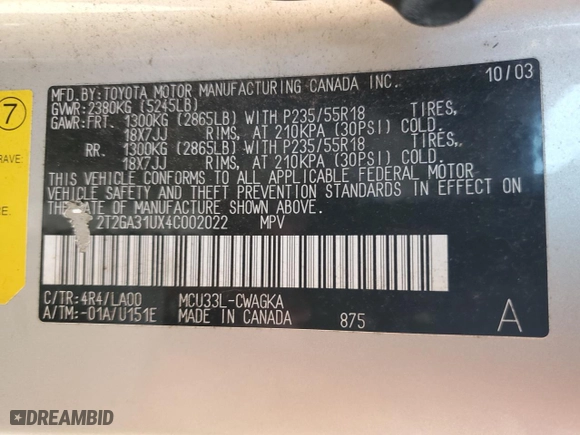 MFD.BY:TOYOTA MOTOR MANUFACTURING CANADA INC. 10/03
GVWR:2380KG (5245LB)
GAWR:FRT. 1300KG (2865LB) WITH P235/55R18 TIRES,
18X7JJ RIMS, AT 210KPA (30PSI) COLD
RR. 1300KG (2865LB) WITH P235/55R18 TIRES,
18X7JJ RIMS, AT 210KPA (30PSI) COLD.
THIS VEHICLE CONFORMS TO ALL APPLICABLE FEDERAL MOTOR
VEHICLE SAFETY AND THEFT PREVENTION STANDARDS IN EFFECT
ON THE DATE OF MANUFACTURE SHOWN ABOVE.
2T2GA31UX4C002022 MPV
C/TR:4R4/LA00 MCU33L-CWAGKA
A/TM:-01A/U151E MADE IN CANADA 875 A
7
RAVE:
DREAMBID